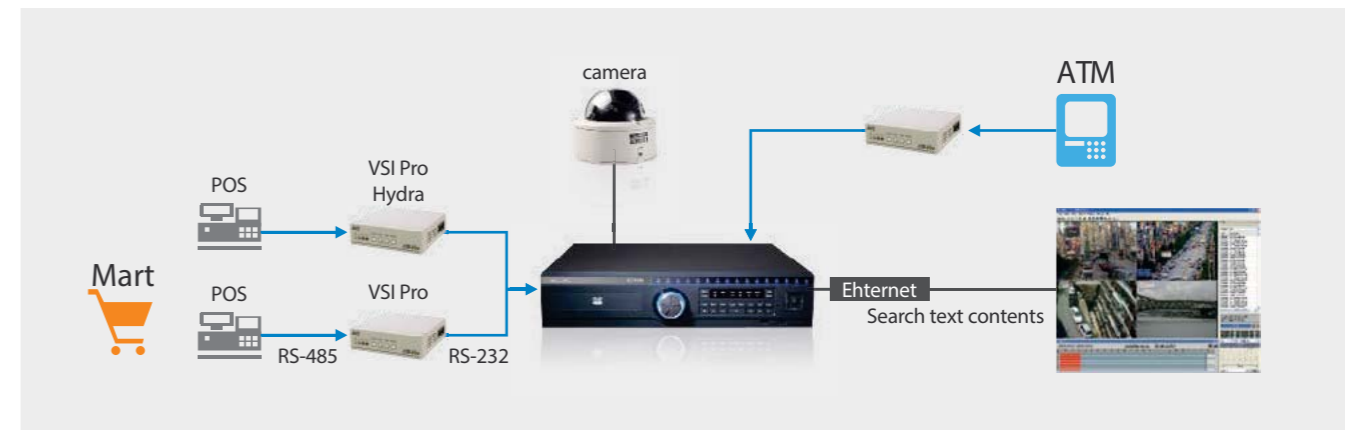 camera
ATM
POS
VSI Pro
Hydra
Mart
POS
VSI Pro
RS-485
RS-232
Ehternet
Search text contents